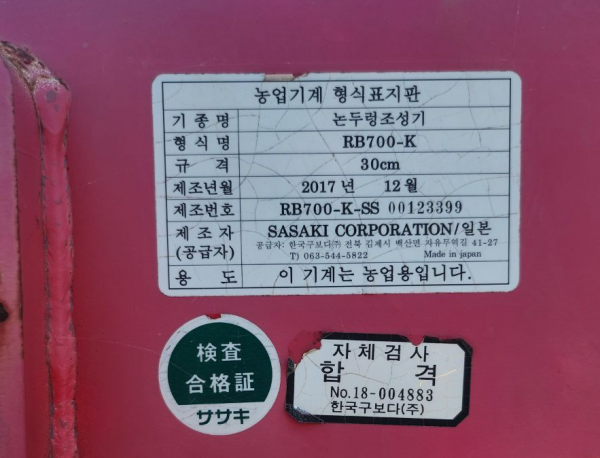 농업기계 형식표지판
기 종 명 논두렁조성기
형 식 명 RB700-K
규 격 30cm
제조년월 2017 년 12 월
제조번호 RB700-K-SS 00123399
제 조 자 SASAKI CORPORATION/일본
(공급자) 공급자: 한국구보다㈜ 전북 김제시 백산면 자유무역길 41-27
T) 063-544-5822 Made in japan
용 도 이 기계는 농업용입니다.
検査
合格証
ササキ
자체검사
합 격
No.18-004883
한국구보다(주)